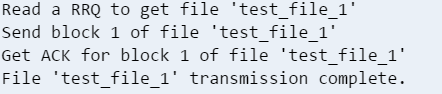 Read a RRQ to get file 'test_file_1'
Send block 1 of file 'test_file_1'
Get ACK for block 1 of file 'test_file_1'
File 'test_file_1' transmission complete.